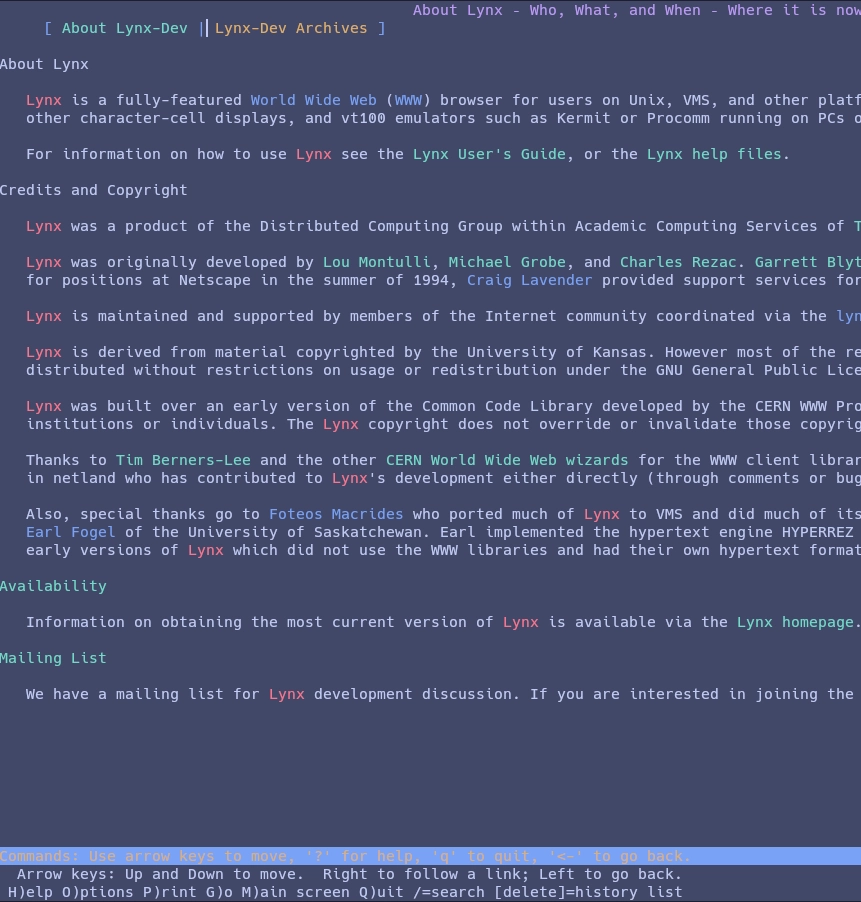 About Lynx - Who, What, and When - Where it is now
[ About Lynx-Dev || Lynx-Dev Archives ]
About Lynx
Lynx is a fully-featured World Wide Web (WWW) browser for users on Unix, VMS, and other platf
other character-cell displays, and vt100 emulators such as Kermit or Procomm running on PCs o
For information on how to use Lynx see the Lynx User's Guide, or the Lynx help files.
Credits and Copyright
Lynx was a product of the Distributed Computing Group within Academic Computing Services of T
Lynx was originally developed by Lou Montulli, Michael Grobe, and Charles Rezac. Garrett Blyt
for positions at Netscape in the summer of 1994, Craig Lavender provided support services for
Lynx is maintained and supported by members of the Internet community coordinated via the lyn
Lynx is derived from material copyrighted by the University of Kansas. However most of the re
distributed without restrictions on usage or redistribution under the GNU General Public Lice
Lynx was built over an early version of the Common Code Library developed by the CERN WWW Pro
institutions or individuals. The Lynx copyright does not override or invalidate those copyrig
Thanks to Tim Berners-Lee and the other CERN World Wide Web wizards for the WWW client librar
in netland who has contributed to Lynx's development either directly (through comments or bug
Also, special thanks go to Foteos Macrides who ported much of Lynx to VMS and did much of its
Earl Fogel of the University of Saskatchewan. Earl implemented the hypertext engine HYPERREZ
early versions of Lynx which did not use the WWW libraries and had their own hypertext format
Availability
Information on obtaining the most current version of Lynx is available via the Lynx homepage.
Mailing List
We have a mailing list for Lynx development discussion. If you are interested in joining the
Commands: Use arrow keys to move, '?' for help, 'q' to quit, '<-' to go back.
Arrow keys: Up and Down to move.  Right to follow a link; Left to go back.
H)elp O)ptions P)rint G)o M)ain screen Q)uit /=search [delete]=history list